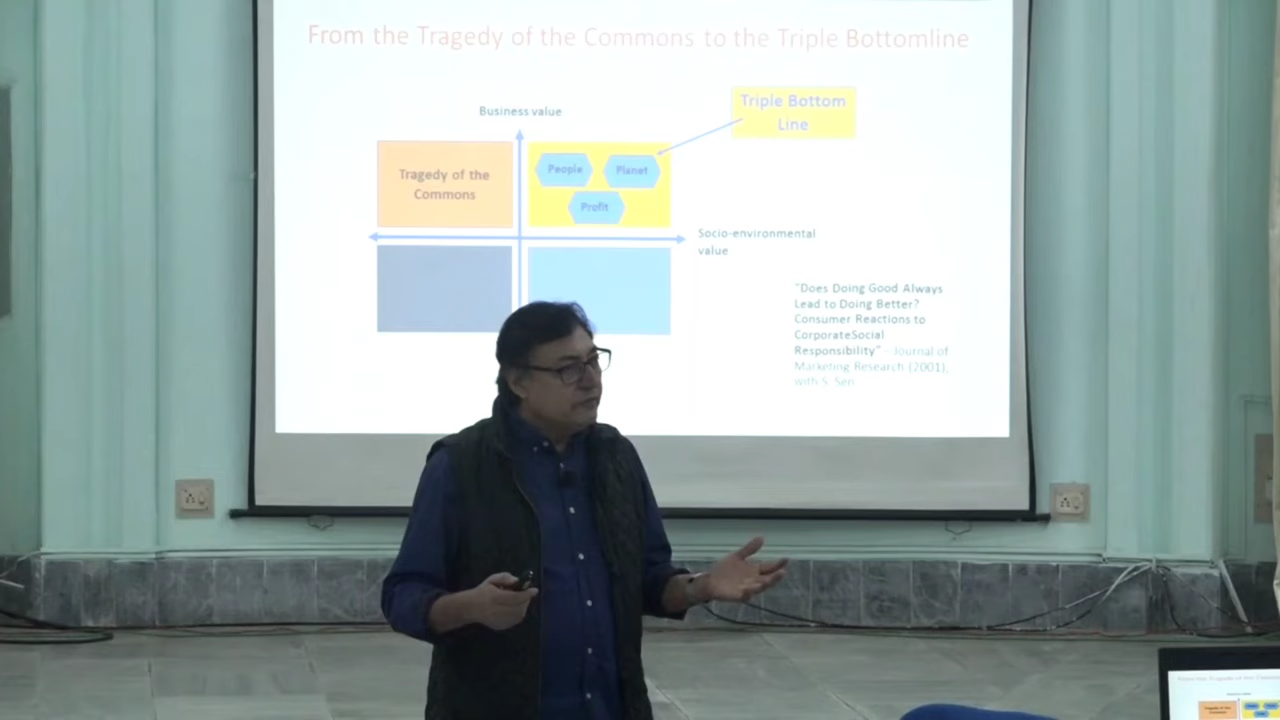 From the Tragedy of the Commons to the Triple Bottomline
Business value
Triple Bottom
Line
Tragedy of the
Commons
People
Planet
Profit
Socio-environmental
value
"Does Doing Good Always
Lead to Doing Better?
Consumer Reactions to
CorporateSocial
Responsibility" - Journal of
Marketing Research (2001),
with S. Sen